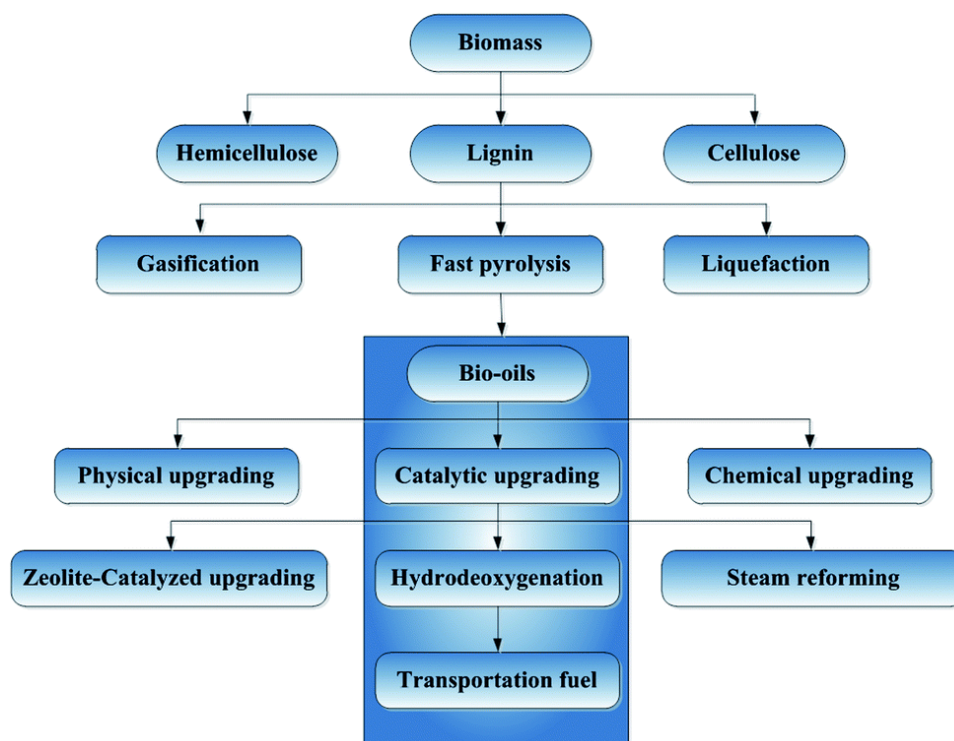 Biomass
Hemicellulose
Lignin
Cellulose
Gasification
Fast pyrolysis
Liquefaction
Bio-oils
Physical upgrading
Catalytic upgrading
Chemical upgrading
Zeolite-Catalyzed upgrading
Hydrodeoxygenation
Steam reforming
Transportation fuel